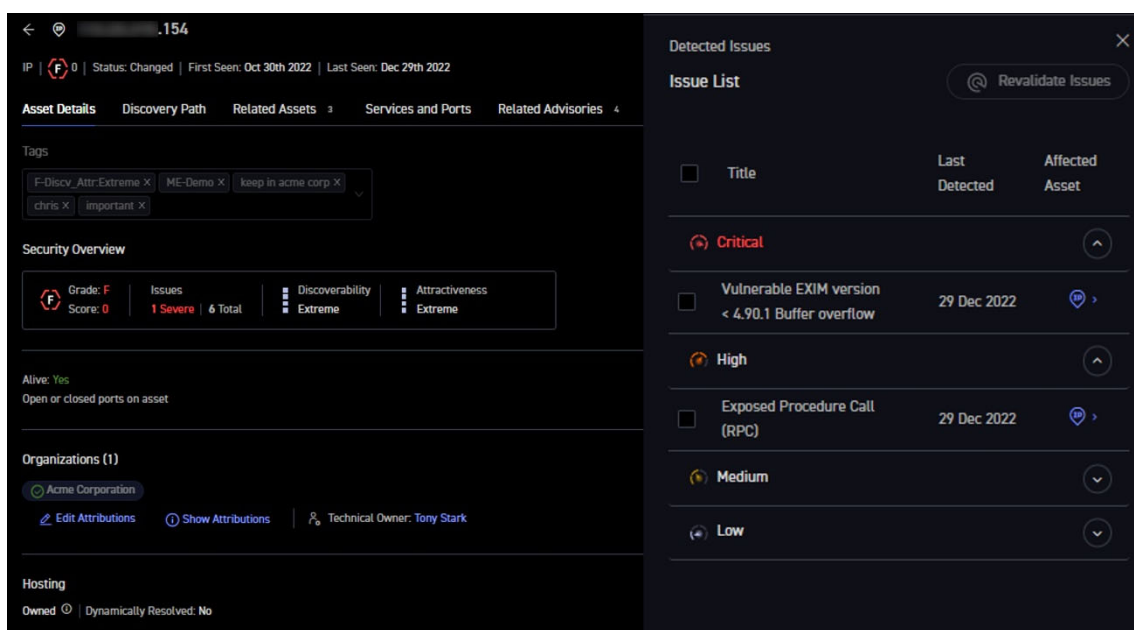 .154
IP | F 0 | Status: Changed | First Seen: Oct 30th 2022 | Last Seen: Dec 29th 2022
Asset Details Discovery Path Related Assets 3 Services and Ports Related Advisories 4
Tags
F-Discv_Attr:Extreme X ME-Demo X keep in acme corp X
chris X important X
Security Overview
F Grade: F Issues Discoverability Attractiveness
Score: 0 1 Severe | 6 Total Extreme Extreme
Alive: Yes
Open or closed ports on asset
Organizations (1)
Acme Corporation
Edit Attributions Show Attributions Technical Owner: Tony Stark
Hosting
Owned | Dynamically Resolved: No
Detected Issues
Issue List Revalidate Issues
Title Last Detected Affected Asset
Critical
Vulnerable EXIM version
< 4.90.1 Buffer overflow 29 Dec 2022 IP >
High
Exposed Procedure Call
(RPC) 29 Dec 2022 IP >
Medium
Low